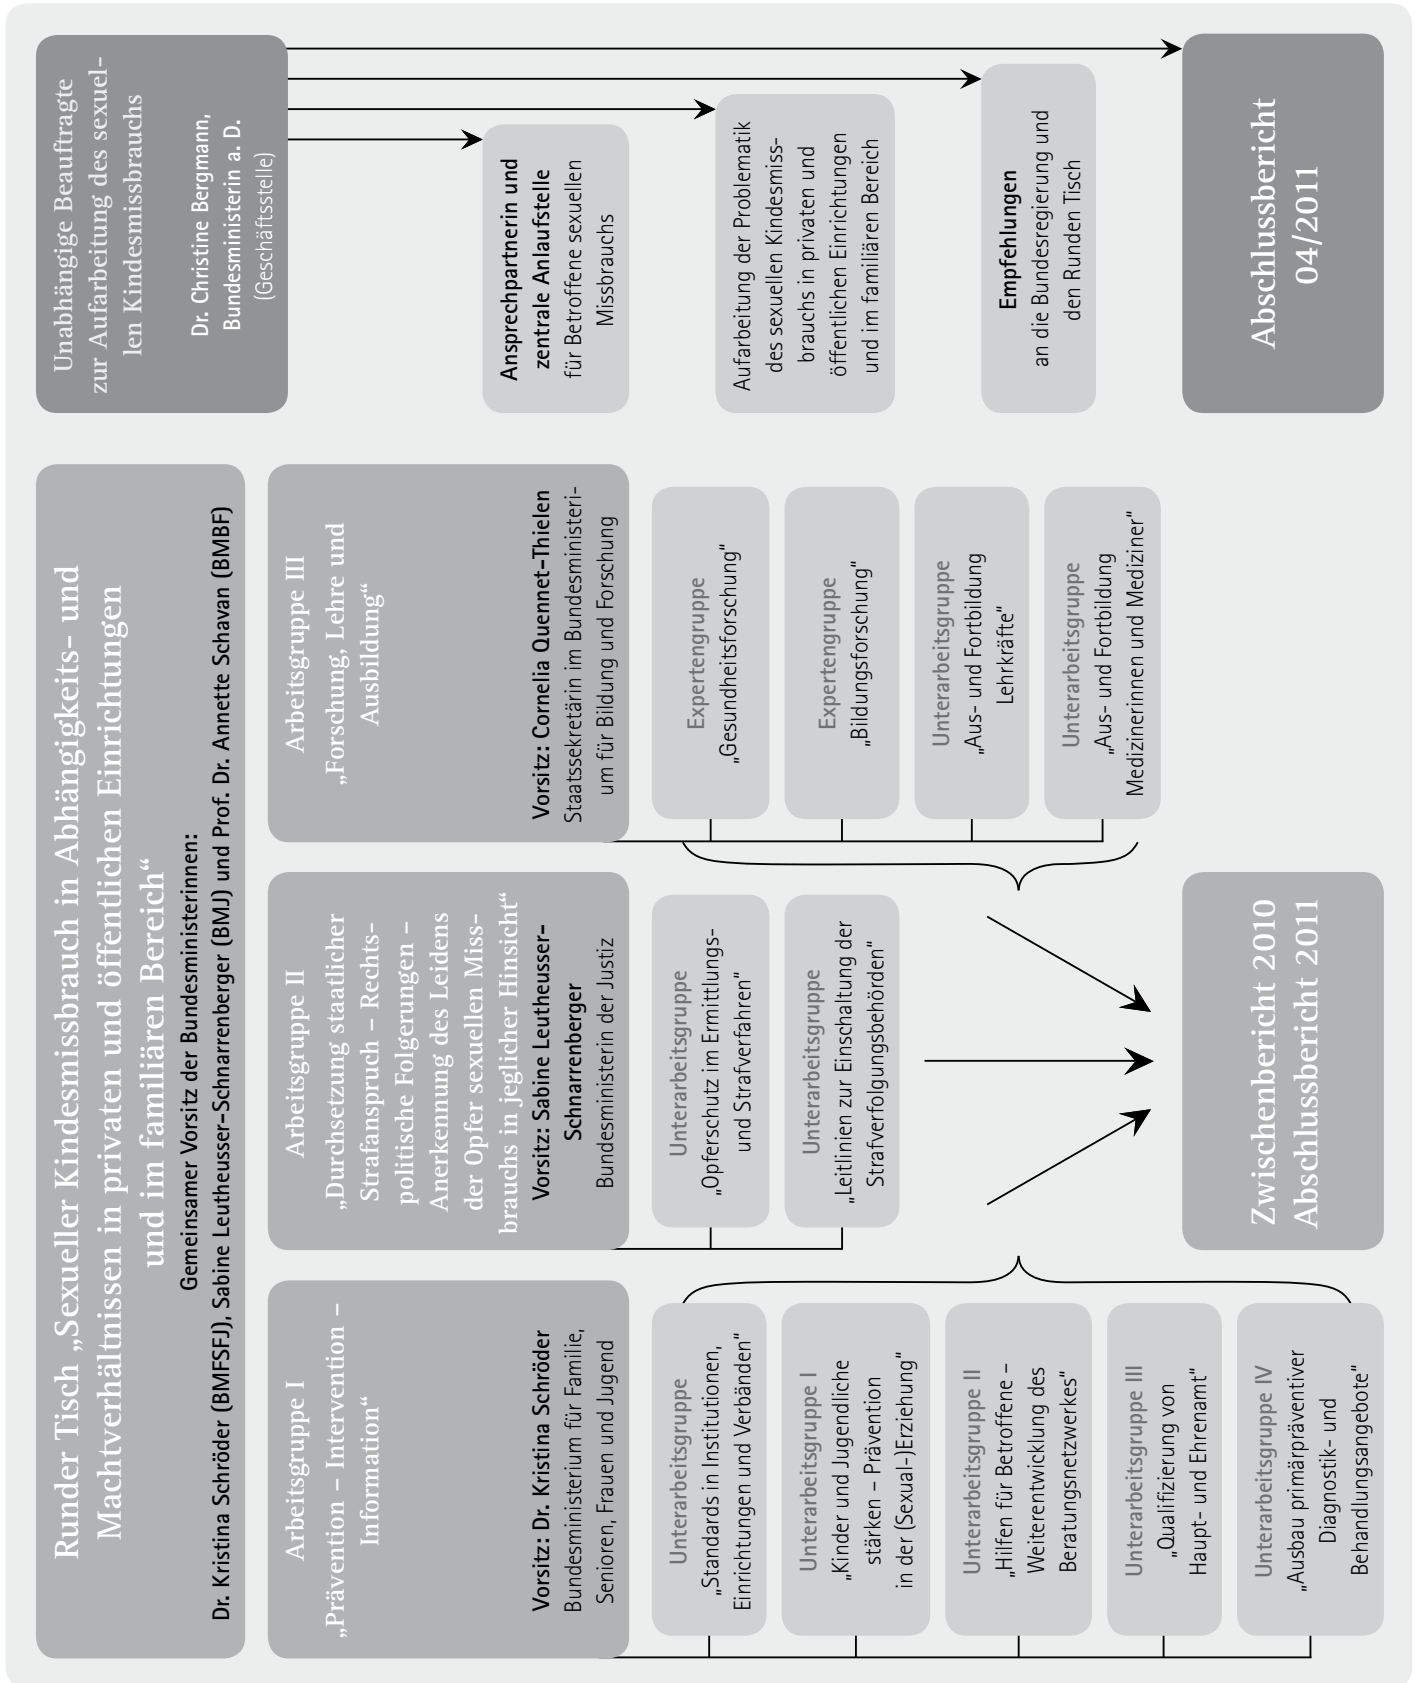 Runder Tisch „Sexueller Kindesmissbrauch in Abhängigkeits- und
Machtverhältnissen in privaten und öffentlichen Einrichtungen
und im familiären Bereich“
Gemeinsamer Vorsitz der Bundesministerinnen:
Dr. Kristina Schröder (BMFSFJ), Sabine Leutheusser-Schnarrenberger (BMJ) und Prof. Dr. Annette Schavan (BMBF)
Unabhängige Beauftragte
zur Aufarbeitung des sexuel-
len Kindesmissbrauchs
Dr. Christine Bergmann,
Bundesministerin a. D.
(Geschäftsstelle)
Arbeitsgruppe I
„Prävention – Intervention –
Information“
Vorsitz: Dr. Kristina Schröder
Bundesministerium für Familie,
Senioren, Frauen und Jugend
Unterarbeitsgruppe
„Standards in Institutionen,
Einrichtungen und Verbänden“
Unterarbeitsgruppe I
„Kinder und Jugendliche
stärken – Prävention
in der (Sexual-)Erziehung“
Unterarbeitsgruppe II
„Hilfen für Betroffene –
Weiterentwicklung des
Beratungsnetzwerkes“
Unterarbeitsgruppe III
„Qualifizierung von
Haupt- und Ehrenamt“
Unterarbeitsgruppe IV
„Ausbau primärpräventiver
Diagnostik- und
Behandlungsangebote“
Arbeitsgruppe II
„Durchsetzung staatlicher
Strafanspruch – Rechts-
politische Folgerungen –
Anerkennung des Leidens
der Opfer sexuellen Miss-
brauchs in jeglicher Hinsicht“
Vorsitz: Sabine Leutheusser-
Schnarrenberger
Bundesministerin der Justiz
Unterarbeitsgruppe
„Opferschutz im Ermittlungs-
und Strafverfahren“
Unterarbeitsgruppe
„Leitlinien zur Einschaltung der
Strafverfolgungsbehörden“
Zwischenbericht 2010
Abschlussbericht 2011
Arbeitsgruppe III
„Forschung, Lehre und
Ausbildung“
Vorsitz: Cornelia Quennet-Thielen
Staatssekretärin im Bundesministeri-
um für Bildung und Forschung
Expertengruppe
„Gesundheitsforschung“
Expertengruppe
„Bildungsforschung“
Unterarbeitsgruppe
„Aus- und Fortbildung
Lehrkräfte“
Unterarbeitsgruppe
„Aus- und Fortbildung
Medizinerinnen und Mediziner“
Ansprechpartnerin und
zentrale Anlaufstelle
für Betroffene sexuellen
Missbrauchs
Aufarbeitung der Problematik
des sexuellen Kindesmiss-
brauchs in privaten und
öffentlichen Einrichtungen
und im familiären Bereich
Empfehlungen
an die Bundesregierung und
den Runden Tisch
Abschlussbericht
04/2011